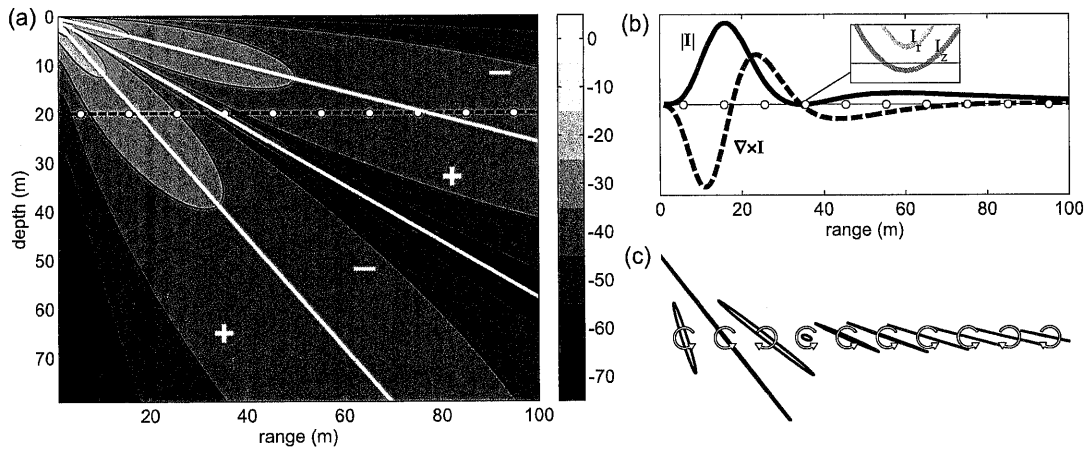 (a)
0
10
20
30
40
50
60
70
depth (m)
20 40 60 80 100
range (m)
+
−
+
−
0
-10
-20
-30
-40
-50
-60
-70
(b)
|I|
∇×I
I_r
I_z
0 20 40 60 80 100
range (m)
(c)